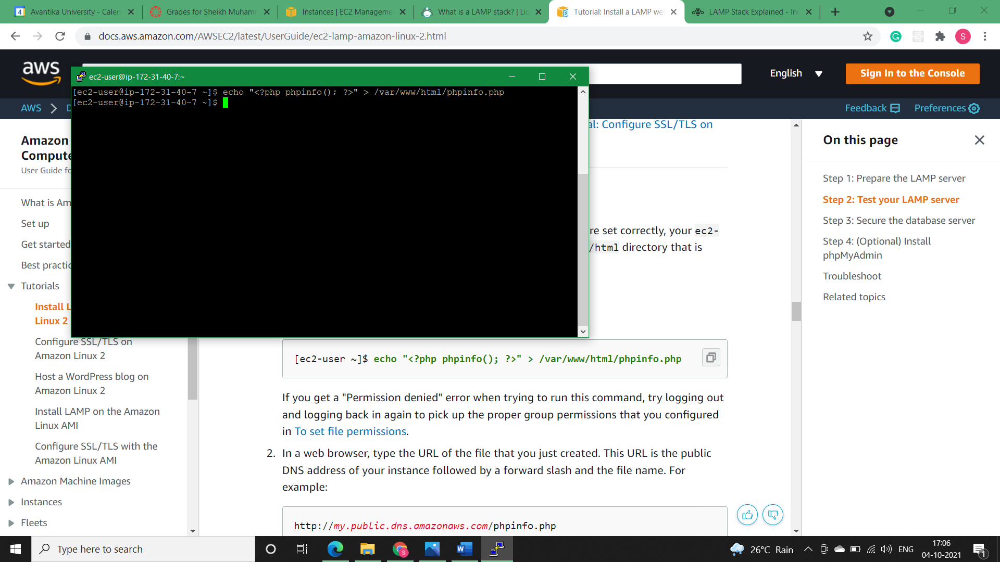 Avantika University - Calen
Grades for Sheikh Muhamm
Instances | EC2 Manageme
What is a LAMP stack? | Liq
Tutorial: Install a LAMP we
LAMP Stack Explained - In
docs.aws.amazon.com/AWSEC2/latest/UserGuide/ec2-lamp-amazon-linux-2.html
S
aws
English
Sign In to the Console
ec2-user@ip-172-31-40-7:~
[ec2-user@ip-172-31-40-7 ~]$ echo "<?php phpinfo(); ?>" > /var/www/html/phpinfo.php
[ec2-user@ip-172-31-40-7 ~]$
AWS
Feedback
Preferences
Amazon
Compute
User Guide fo
What is Am
Set up
Get started
Best practic
Tutorials
Install L
Linux 2
Configure SSL/TLS on
Amazon Linux 2
Host a WordPress blog on
Amazon Linux 2
Install LAMP on the Amazon
Linux AMI
Configure SSL/TLS with the
Amazon Linux AMI
Amazon Machine Images
Instances
Fleets
al: Configure SSL/TLS on
re set correctly, your ec2-
/html directory that is
[ec2-user ~]$ echo "<?php phpinfo(); ?>" > /var/www/html/phpinfo.php
If you get a "Permission denied" error when trying to run this command, try logging out
and logging back in again to pick up the proper group permissions that you configured
in To set file permissions.
2. In a web browser, type the URL of the file that you just created. This URL is the public
DNS address of your instance followed by a forward slash and the file name. For
example:
http://my.public.dns.amazonaws.com/phpinfo.php
On this page
Step 1: Prepare the LAMP server
Step 2: Test your LAMP server
Step 3: Secure the database server
Step 4: (Optional) Install
phpMyAdmin
Troubleshoot
Related topics
Type here to search
26°C Rain
ENG
17:06
04-10-2021
1